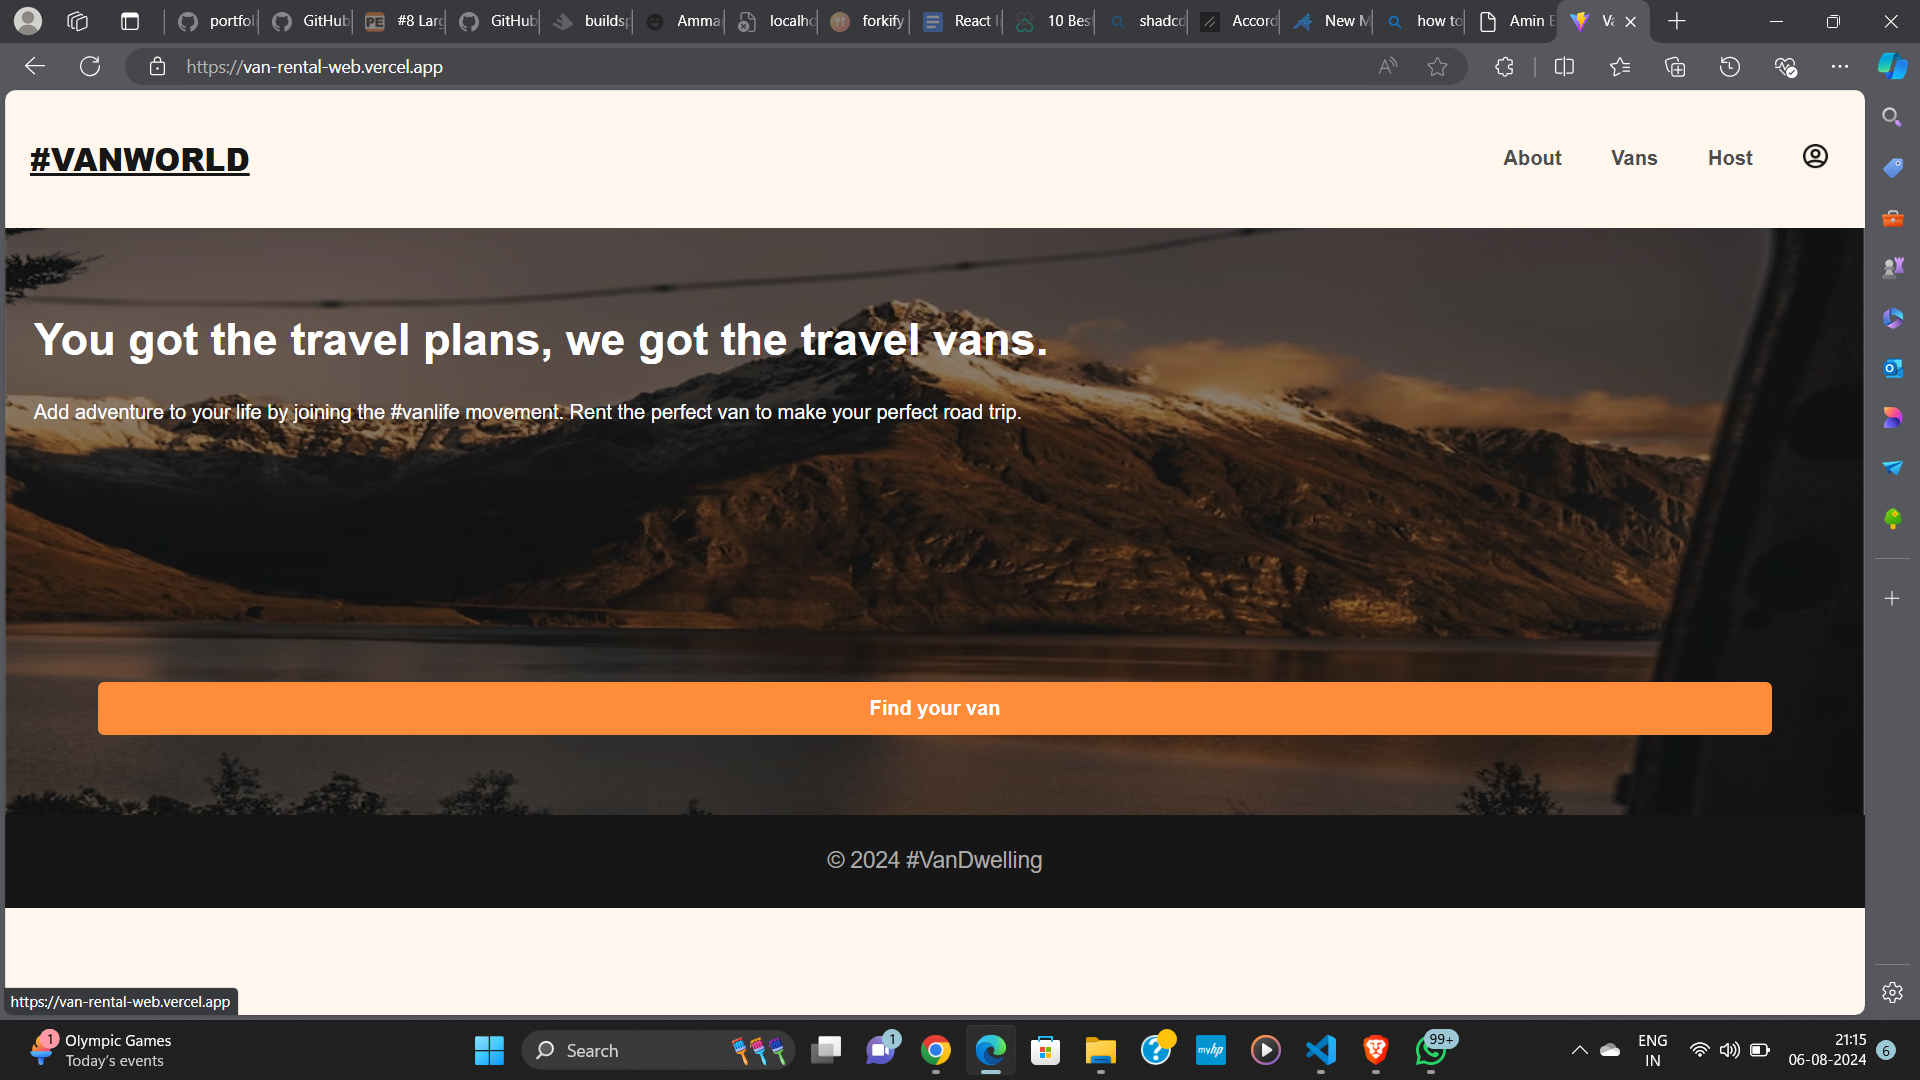 portfol
GitHub
#8 Larg
GitHub
buildsp
Amma
localho
forkify
React I
10 Bes
shadcd
Accord
New M
how to
Amin E
Va
https://van-rental-web.vercel.app
#VANWORLD
About
Vans
Host
You got the travel plans, we got the travel vans.
Add adventure to your life by joining the #vanlife movement. Rent the perfect van to make your perfect road trip.
Find your van
© 2024 #VanDwelling
https://van-rental-web.vercel.app
1
Olympic Games
Today's events
Search
1
myhp
99+
ENG
IN
21:15
06-08-2024
6